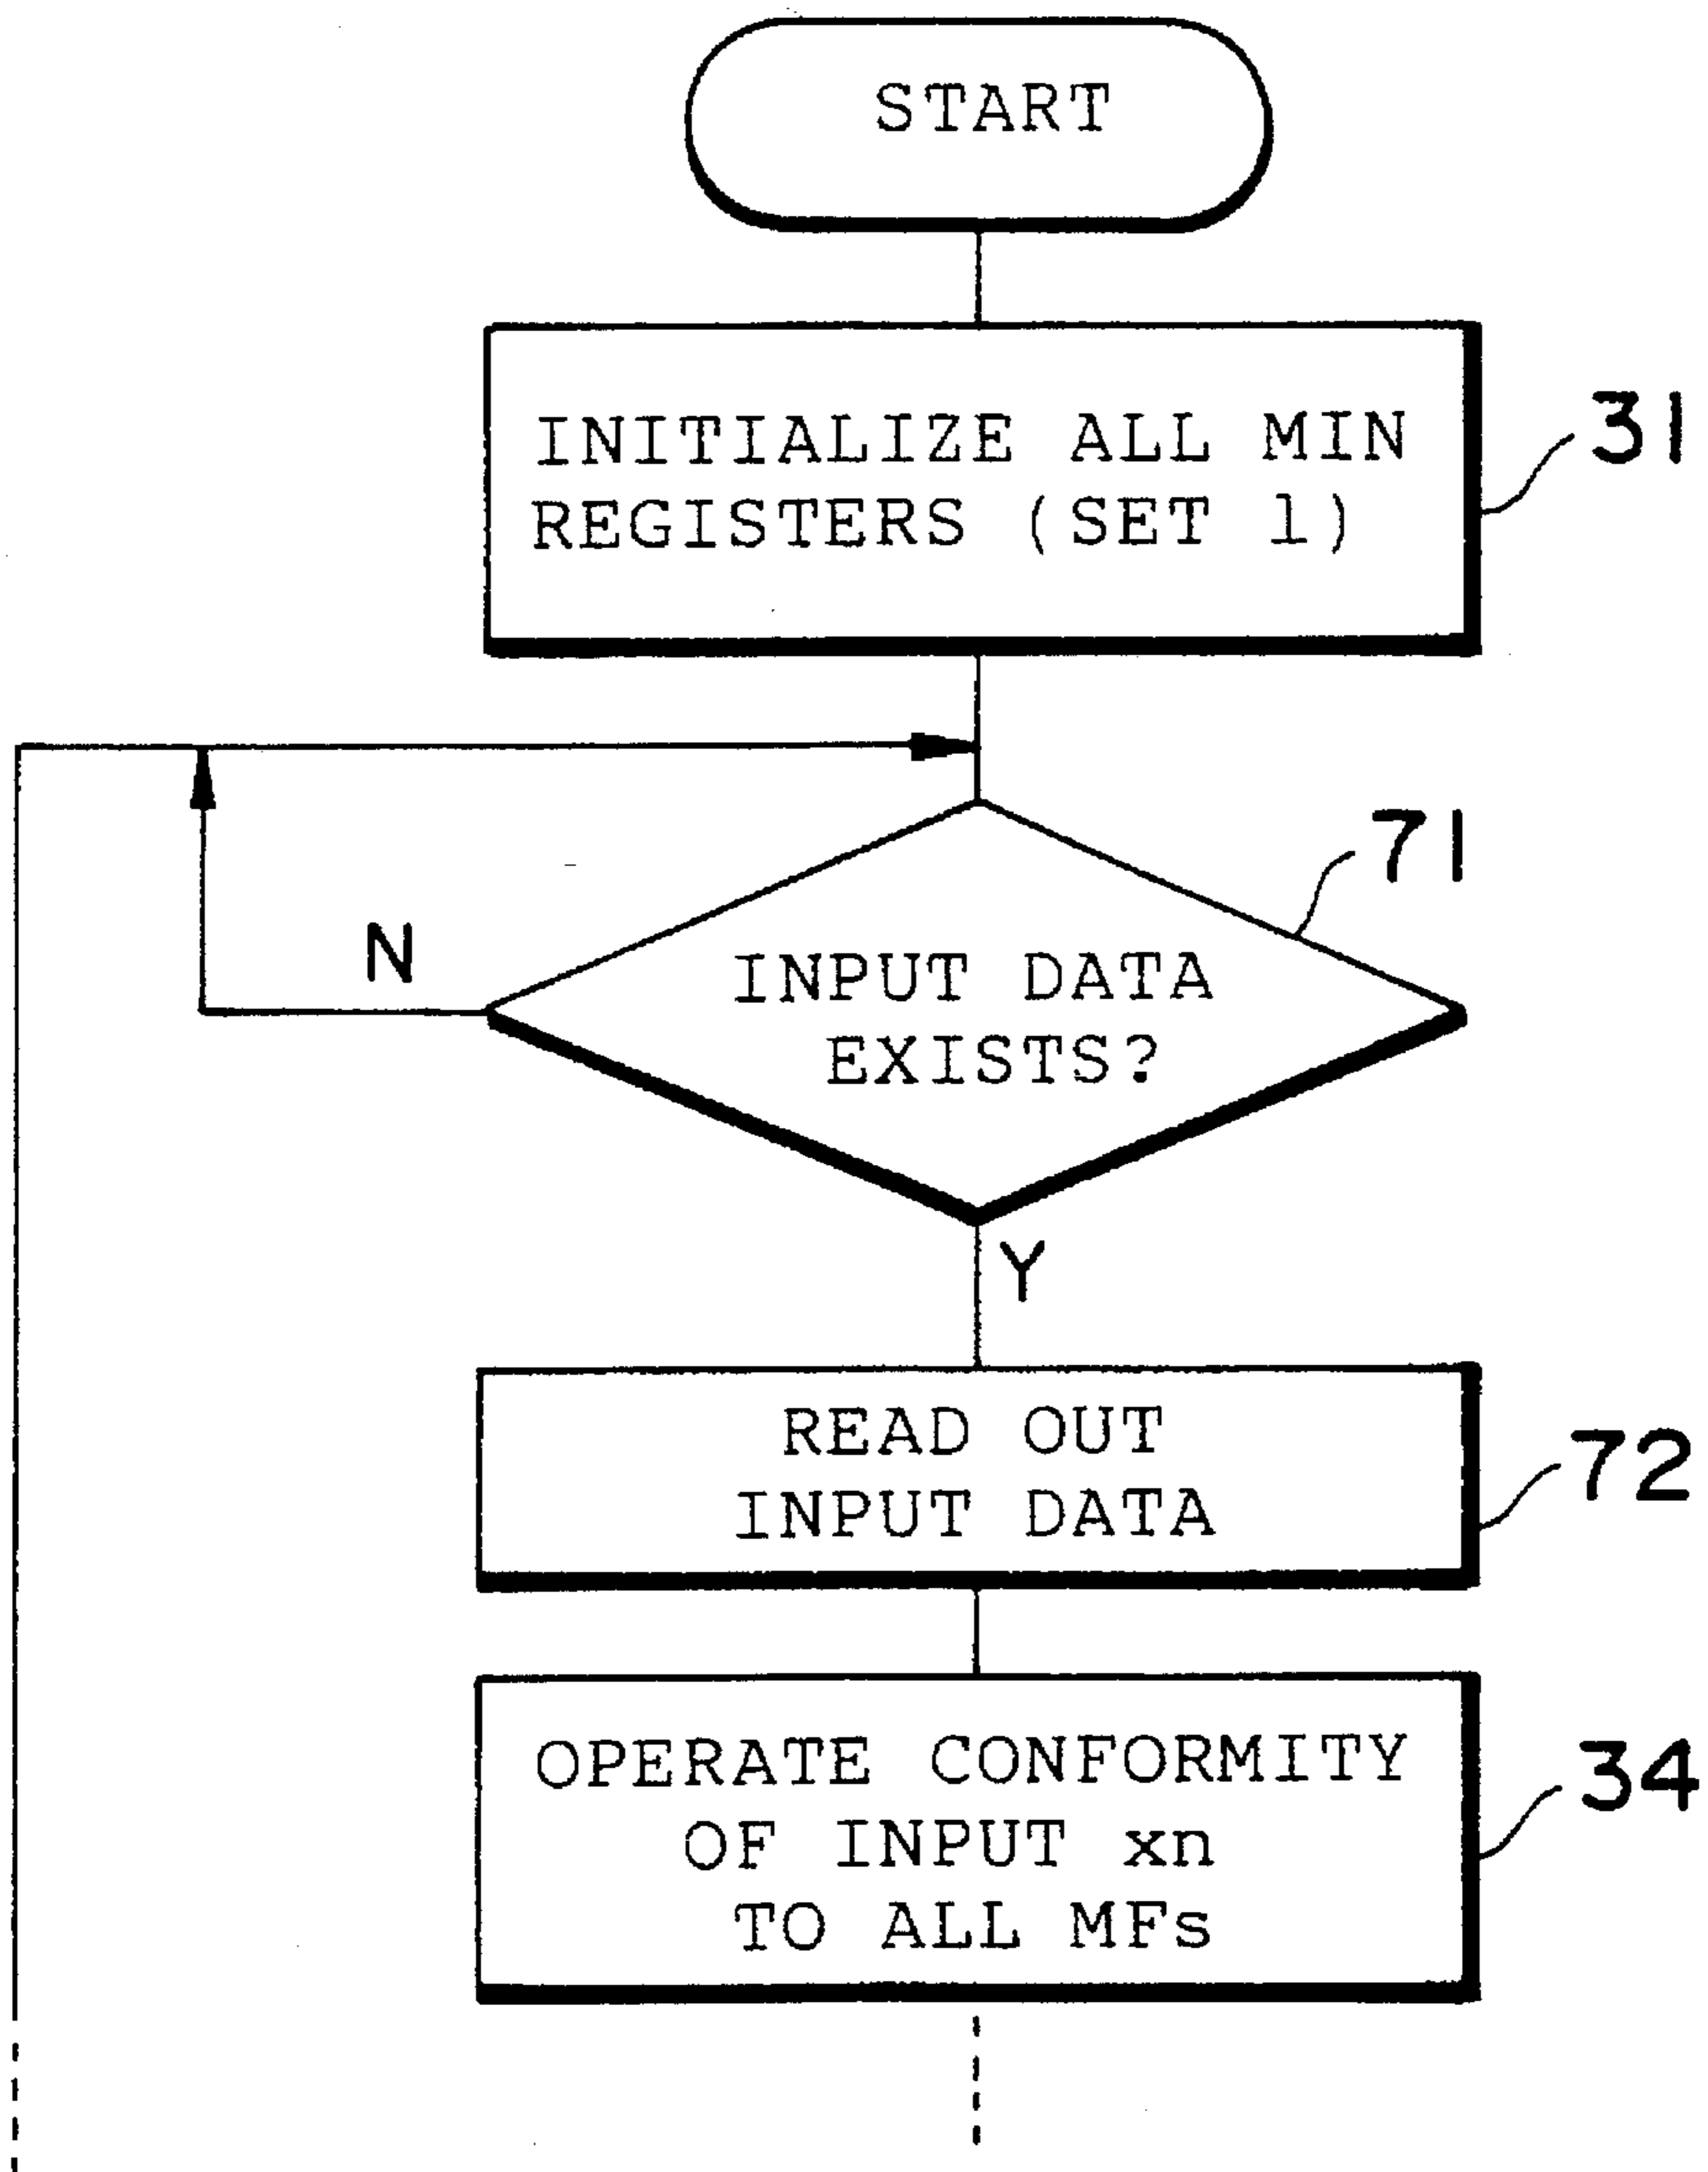 START
INITIALIZE ALL MIN
REGISTERS (SET 1)
31
71
N
INPUT DATA
EXISTS?
Y
READ OUT
INPUT DATA
72
OPERATE CONFORMITY
OF INPUT xn
TO ALL MFs
34